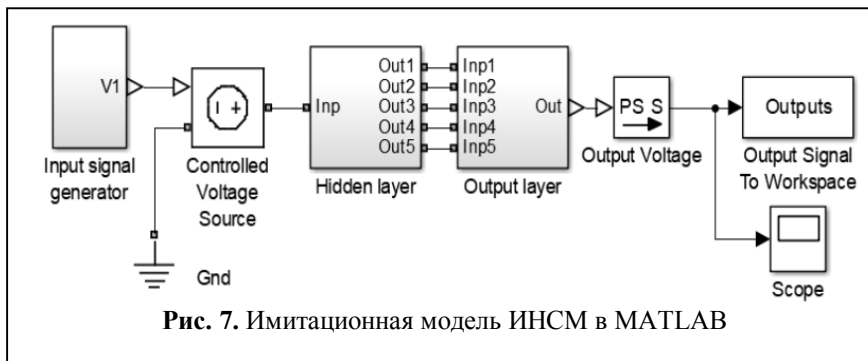 V1
Input signal
generator
Controlled
Voltage
Source
Gnd
Inp
Out1
Out2
Out3
Out4
Out5
Hidden layer
Inp1
Inp2
Inp3
Inp4
Inp5
Out
Output layer
PS S
Output Voltage
Outputs
Output Signal
To Workspace
Scope
Рис. 7. Имитационная модель ИНСМ в MATLAB